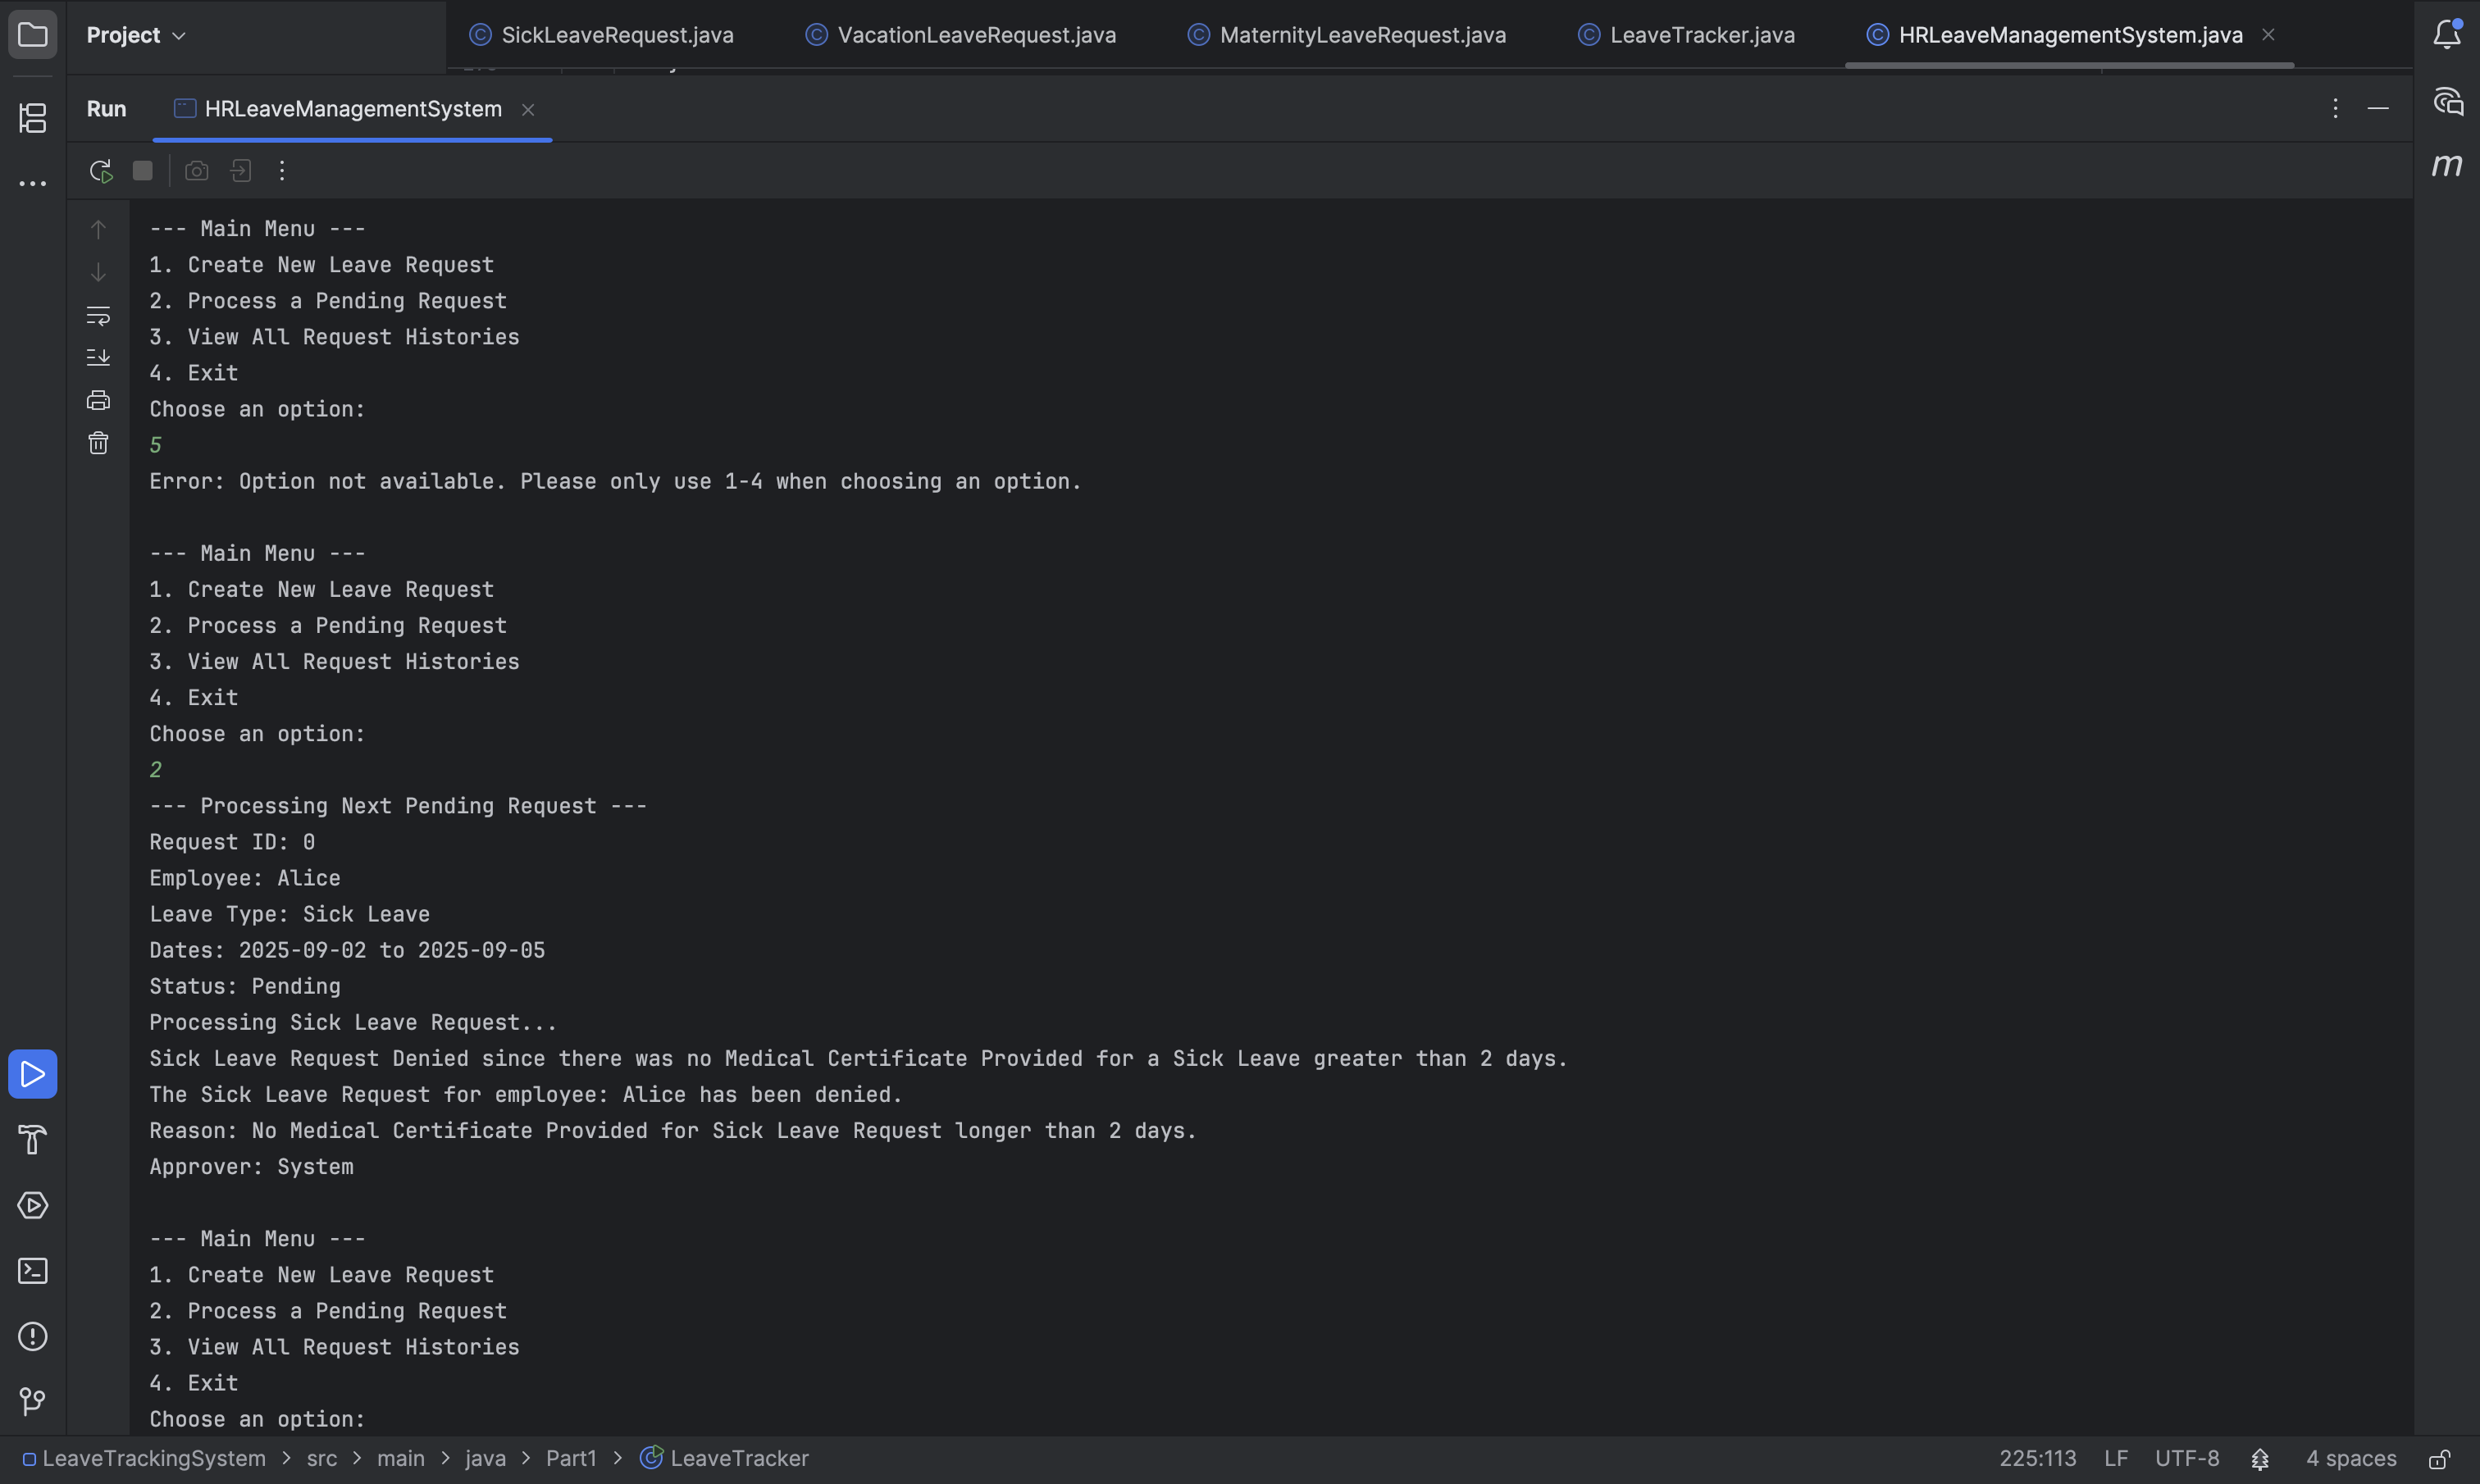 Project
SickLeaveRequest.java
VacationLeaveRequest.java
MaternityLeaveRequest.java
LeaveTracker.java
HRLeaveManagementSystem.java
Run
HRLeaveManagementSystem
--- Main Menu ---
1. Create New Leave Request
2. Process a Pending Request
3. View All Request Histories
4. Exit
Choose an option:
5
Error: Option not available. Please only use 1-4 when choosing an option.
--- Main Menu ---
1. Create New Leave Request
2. Process a Pending Request
3. View All Request Histories
4. Exit
Choose an option:
2
--- Processing Next Pending Request ---
Request ID: 0
Employee: Alice
Leave Type: Sick Leave
Dates: 2025-09-02 to 2025-09-05
Status: Pending
Processing Sick Leave Request...
Sick Leave Request Denied since there was no Medical Certificate Provided for a Sick Leave greater than 2 days.
The Sick Leave Request for employee: Alice has been denied.
Reason: No Medical Certificate Provided for Sick Leave Request longer than 2 days.
Approver: System
--- Main Menu ---
1. Create New Leave Request
2. Process a Pending Request
3. View All Request Histories
4. Exit
Choose an option:
LeaveTrackingSystem > src > main > java > Part1 > LeaveTracker
225:113 LF UTF-8 4 spaces